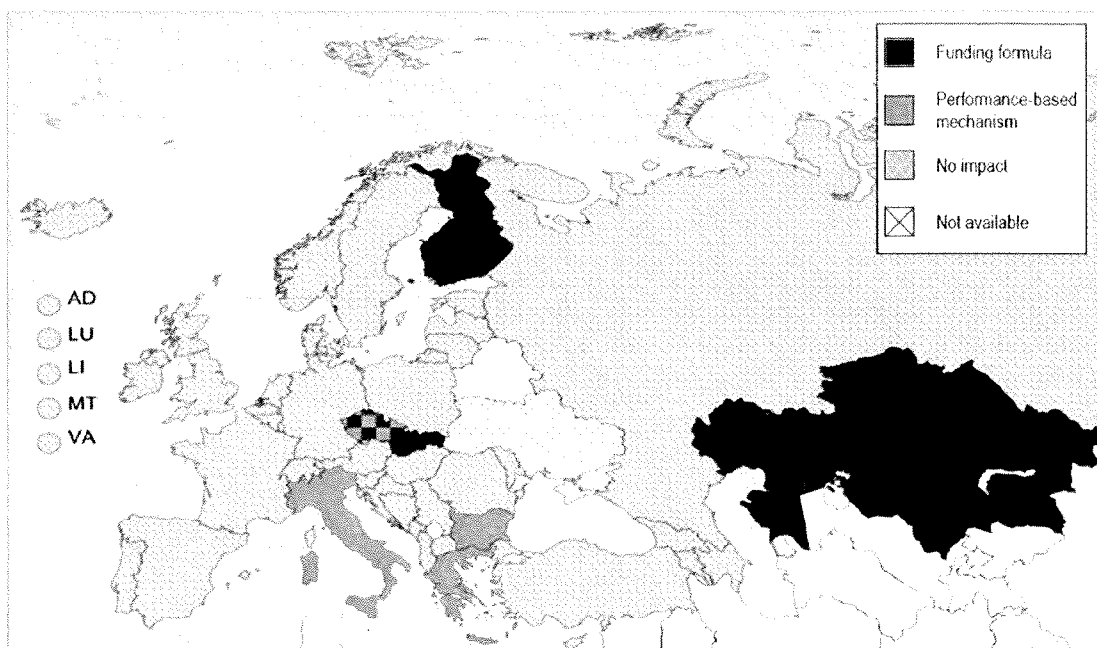 Funding formula
Performance-based
mechanism
No impact
Not available
AD
LU
LI
MT
VA